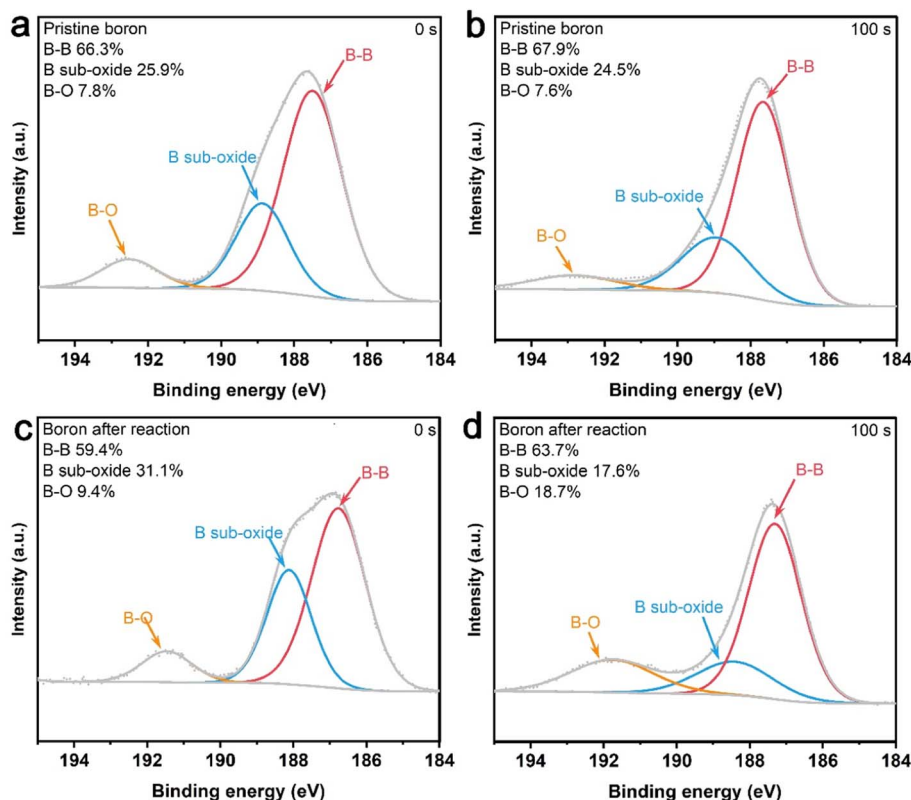 a
Pristine boron
0 s
B-B 66.3%
B sub-oxide 25.9%
B-O 7.8%
B-B
B sub-oxide
B-O
Intensity (a.u.)
194 192 190 188 186 184
Binding energy (eV)
b
Pristine boron
100 s
B-B 67.9%
B sub-oxide 24.5%
B-O 7.6%
B-B
B sub-oxide
B-O
Intensity (a.u.)
194 192 190 188 186 184
Binding energy (eV)
c
Boron after reaction
0 s
B-B 59.4%
B sub-oxide 31.1%
B-O 9.4%
B-B
B sub-oxide
B-O
Intensity (a.u.)
194 192 190 188 186 184
Binding energy (eV)
d
Boron after reaction
100 s
B-B 63.7%
B sub-oxide 17.6%
B-O 18.7%
B-B
B sub-oxide
B-O
Intensity (a.u.)
194 192 190 188 186 184
Binding energy (eV)